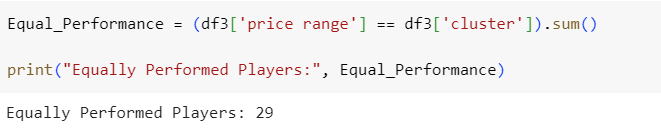 Equal_Performance = (df3['price range'] == df3['cluster']).sum()
print("Equally Performed Players:", Equal_Performance)
Equally Performed Players: 29